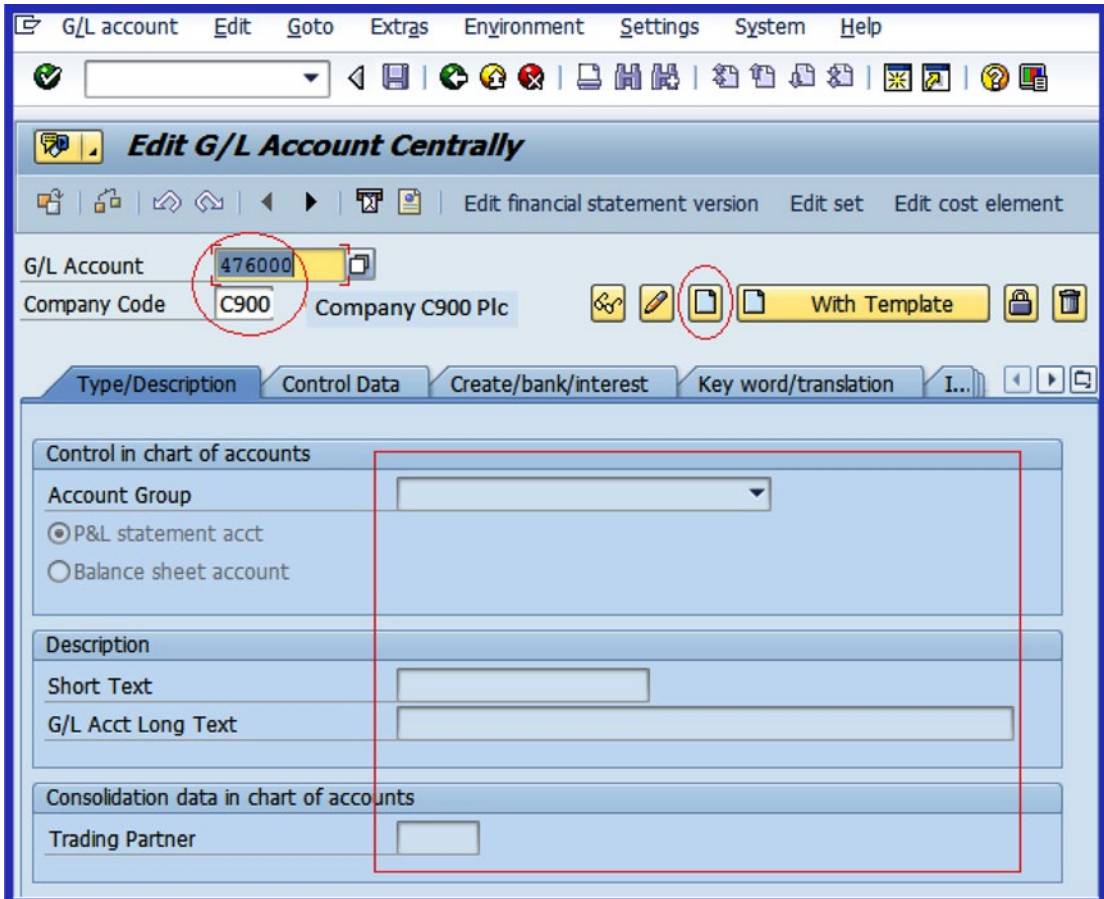 G/L account Edit Goto Extras Environment Settings System Help
Edit G/L Account Centrally
Edit financial statement version Edit set Edit cost element
G/L Account 476000
Company Code C900 Company C900 Plc With Template
Type/Description Control Data Create/bank/interest Key word/translation I...
Control in chart of accounts
Account Group
P&L statement acct
Balance sheet account
Description
Short Text
G/L Acct Long Text
Consolidation data in chart of accounts
Trading Partner